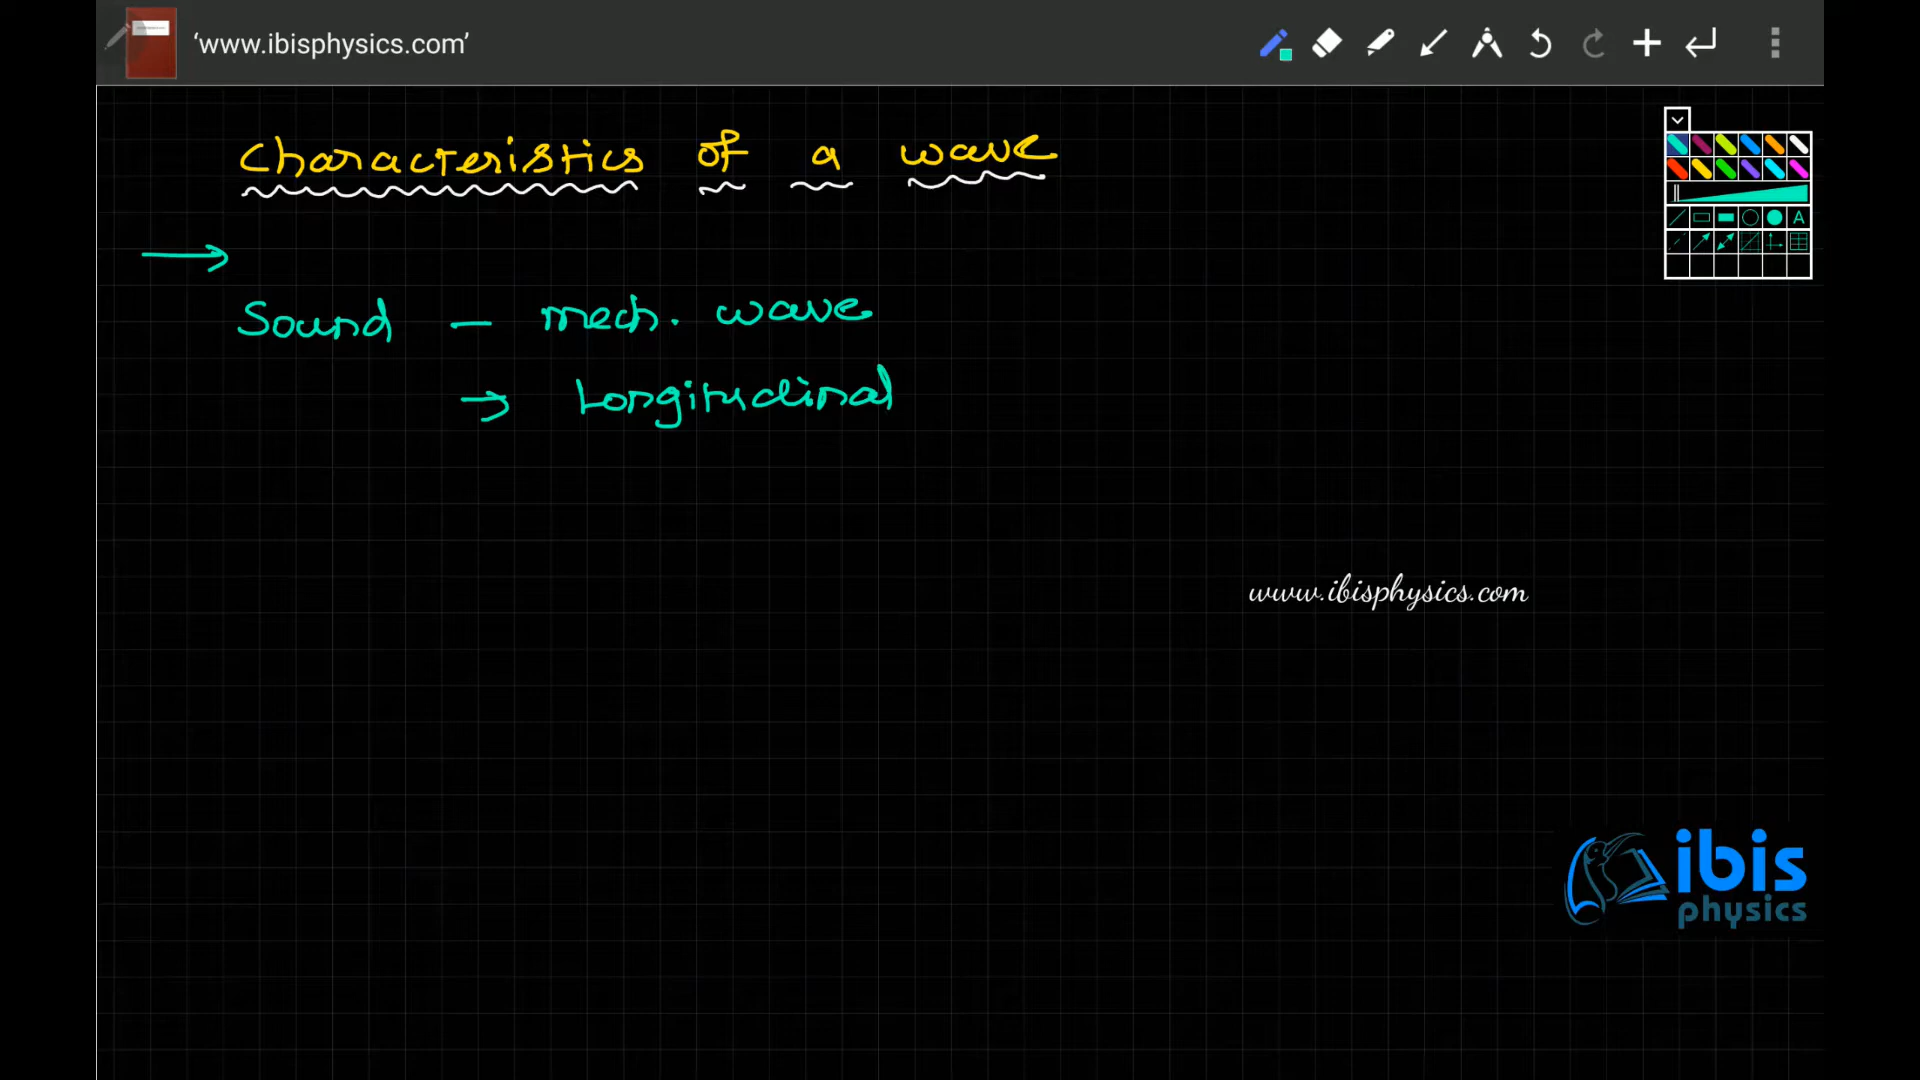 ‘www.ibisphysics.com’
Characteristics of a wave
→
Sound – mech. wave
→ Longitudinal
www.ibisphysics.com
ibis
physics
A